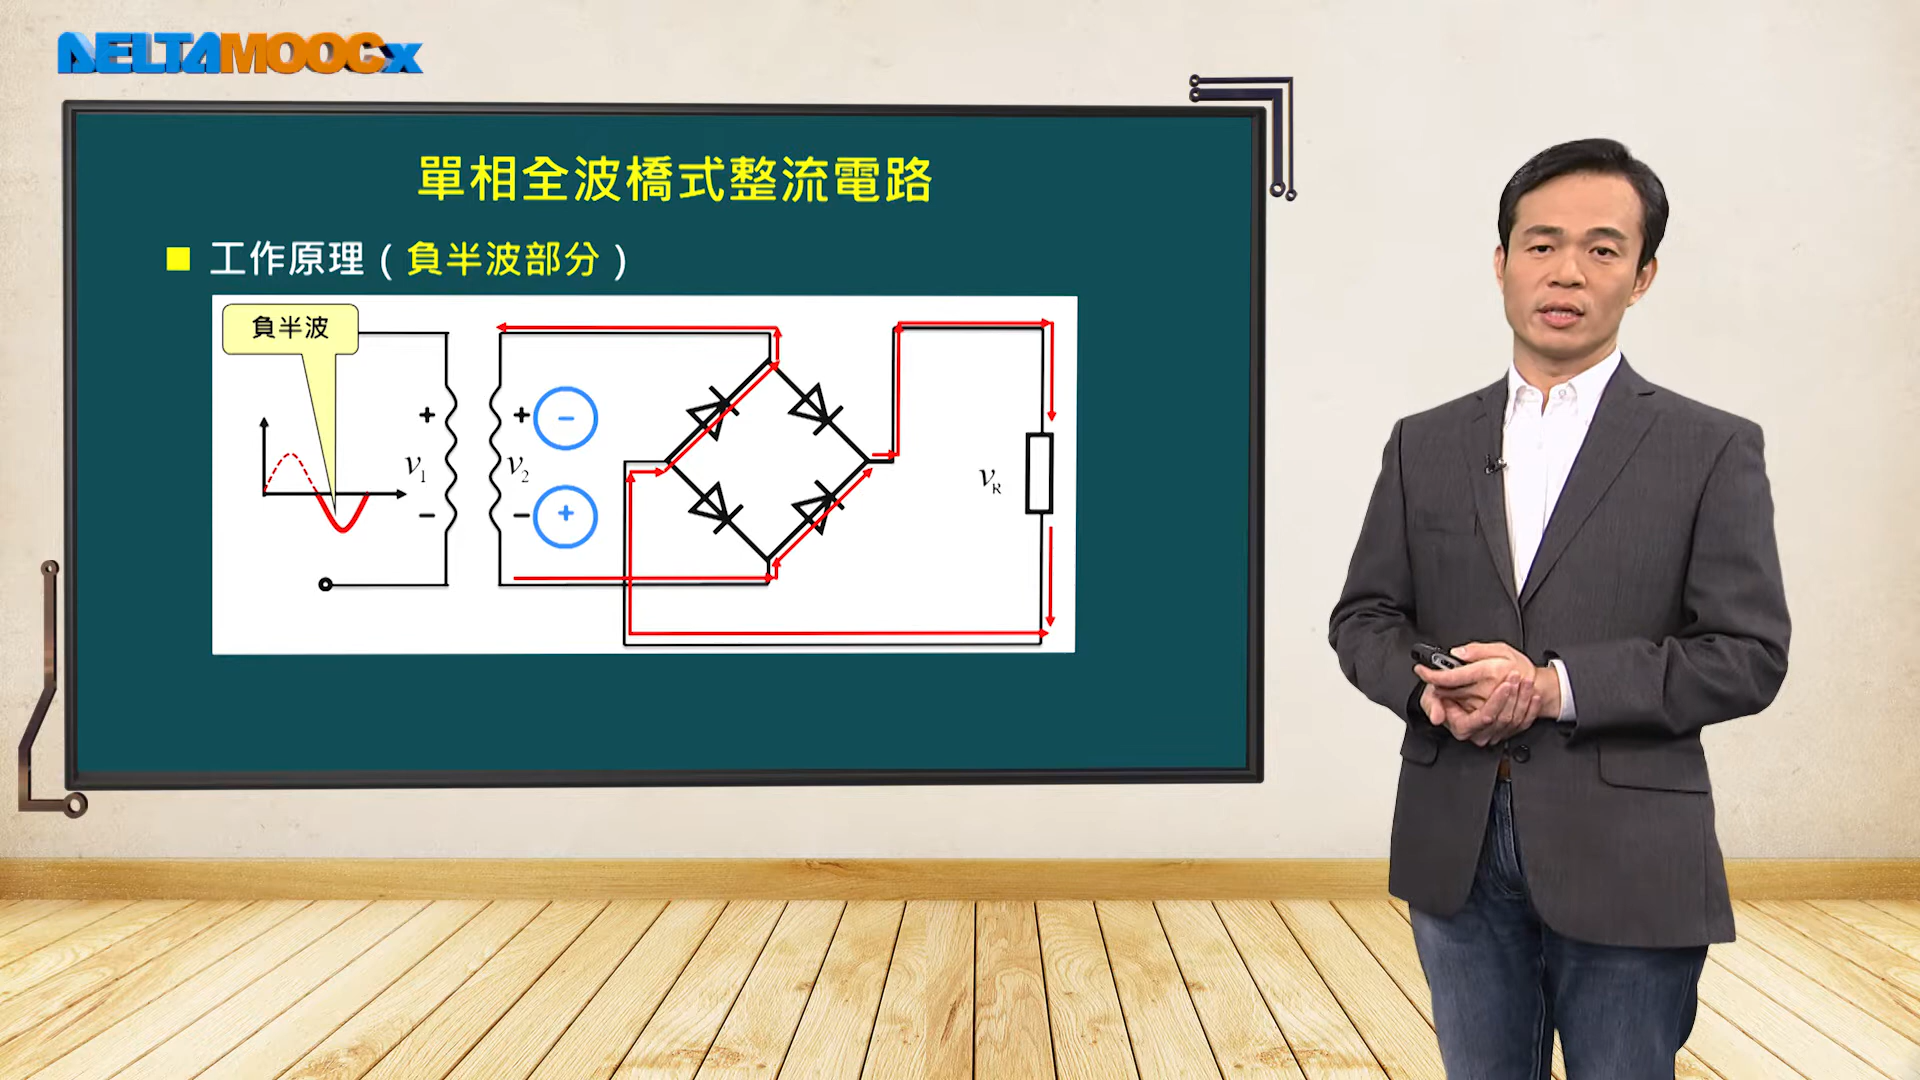 DELTAMOOCx
單相全波橋式整流電路
工作原理（負半波部分）
負半波
+ + −
v1 v2 vR
− − +